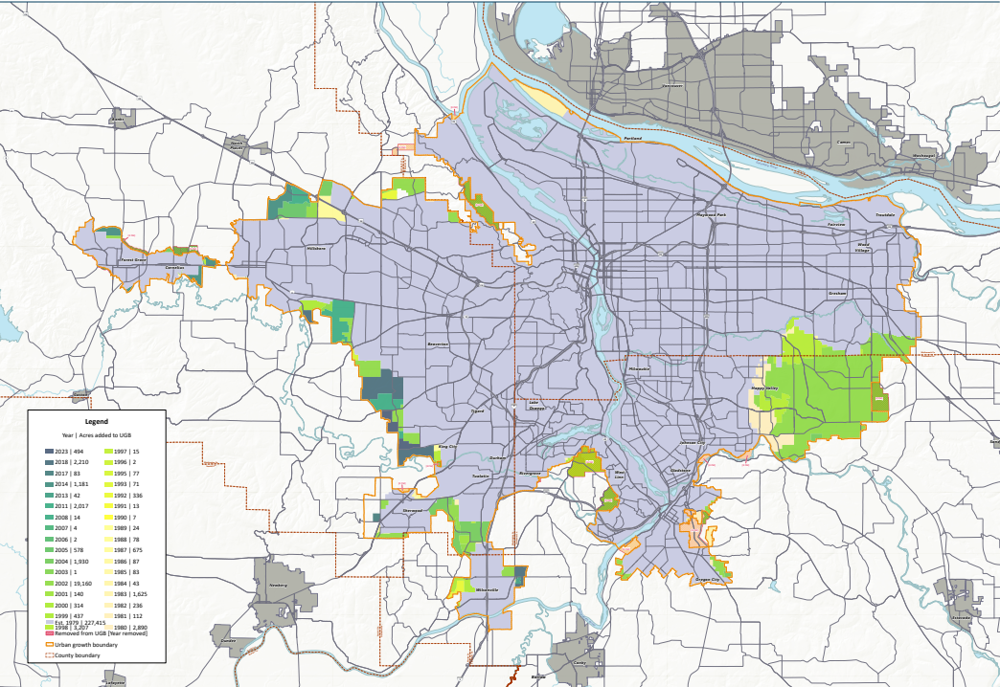 Vancouver
Camas
Washougal
Banks
North
Plains
Portland
Maywood Park
Fairview
Troutdale
Wood
Village
Gresham
Hillsboro
Forest Grove
Cornelius
Beaverton
Milwaukie
Happy Valley
Gaston
Tigard
Lake
Oswego
King City
Durham
Johnson City
Tualatin
Rivergrove
West
Linn
Gladstone
Sherwood
Wilsonville
Oregon City
Newberg
Dundee
Lafayette
Canby
Barlow
Estacada
Legend
Year | Acres added to UGB
2023 | 494
2018 | 2,210
2017 | 83
2014 | 1,181
2013 | 42
2011 | 2,017
2008 | 14
2007 | 4
2006 | 2
2005 | 578
2004 | 1,930
2003 | 1
2002 | 19,160
2001 | 140
2000 | 314
1999 | 437
1998 | 3,207
1997 | 15
1996 | 2
1995 | 77
1993 | 71
1992 | 336
1991 | 13
1990 | 7
1989 | 24
1988 | 78
1987 | 675
1986 | 87
1985 | 83
1984 | 43
1983 | 1,625
1982 | 236
1981 | 112
1980 | 2,890
Est. 1979 | 227,415
Removed from UGB [Year removed]
Urban growth boundary
County boundary